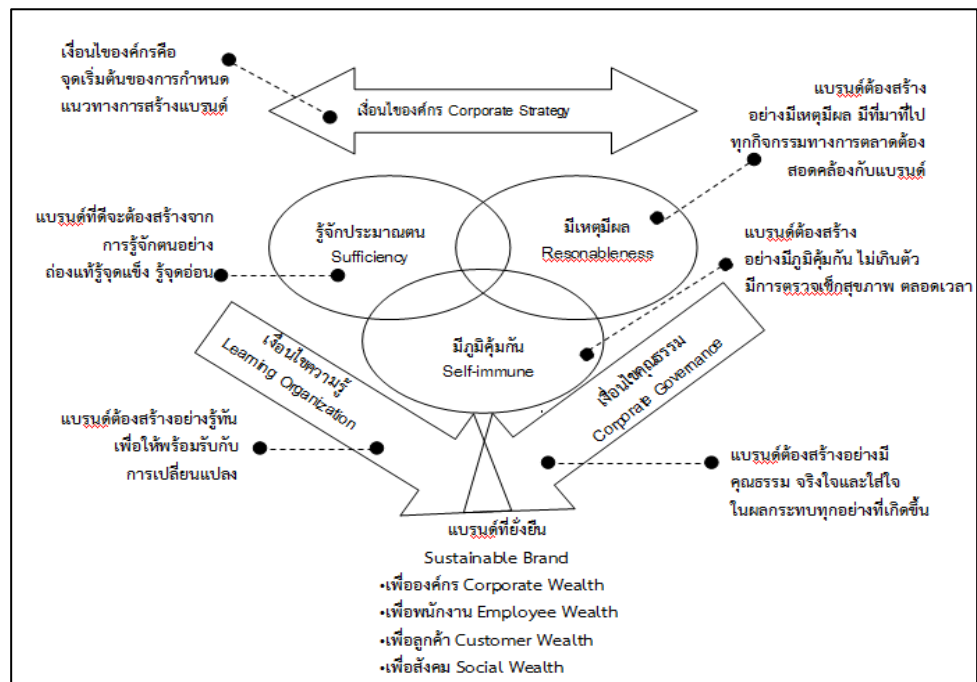 เงื่อนไของค์กรคือ
จุดเริ่มต้นของการกำหนด
แนวทางการสร้างแบรนด์
เงื่อนไของค์กร Corporate Strategy
แบรนด์ต้องสร้าง
อย่างมีเหตุมีผล มีที่มาที่ไป
ทุกกิจกรรมทางการตลาดต้อง
สอดคล้องกับแบรนด์
แบรนด์ที่ดีจะต้องสร้างจาก
การรู้จักตนอย่าง
ถ่องแท้รู้จุดแข็ง รู้จุดอ่อน
รู้จักประมาณตน
Sufficiency
มีเหตุมีผล
Resonableness
แบรนด์ต้องสร้าง
อย่างมีภูมิคุ้มกัน ไม่เกินตัว
มีการตรวจเช็กสุขภาพ ตลอดเวลา
มีภูมิคุ้มกัน
Self-immune
เงื่อนไขความรู้
Learning Organization
เงื่อนไขคุณธรรม
Corporate Governance
แบรนด์ต้องสร้างอย่างรู้ทัน
เพื่อให้พร้อมรับกับ
การเปลี่ยนแปลง
แบรนด์ต้องสร้างอย่างมี
คุณธรรม จริงใจและใส่ใจ
ในผลกระทบทุกอย่างที่เกิดขึ้น
แบรนด์ที่ยั่งยืน
Sustainable Brand
•เพื่อองค์กร Corporate Wealth
•เพื่อพนักงาน Employee Wealth
•เพื่อลูกค้า Customer Wealth
•เพื่อสังคม Social Wealth